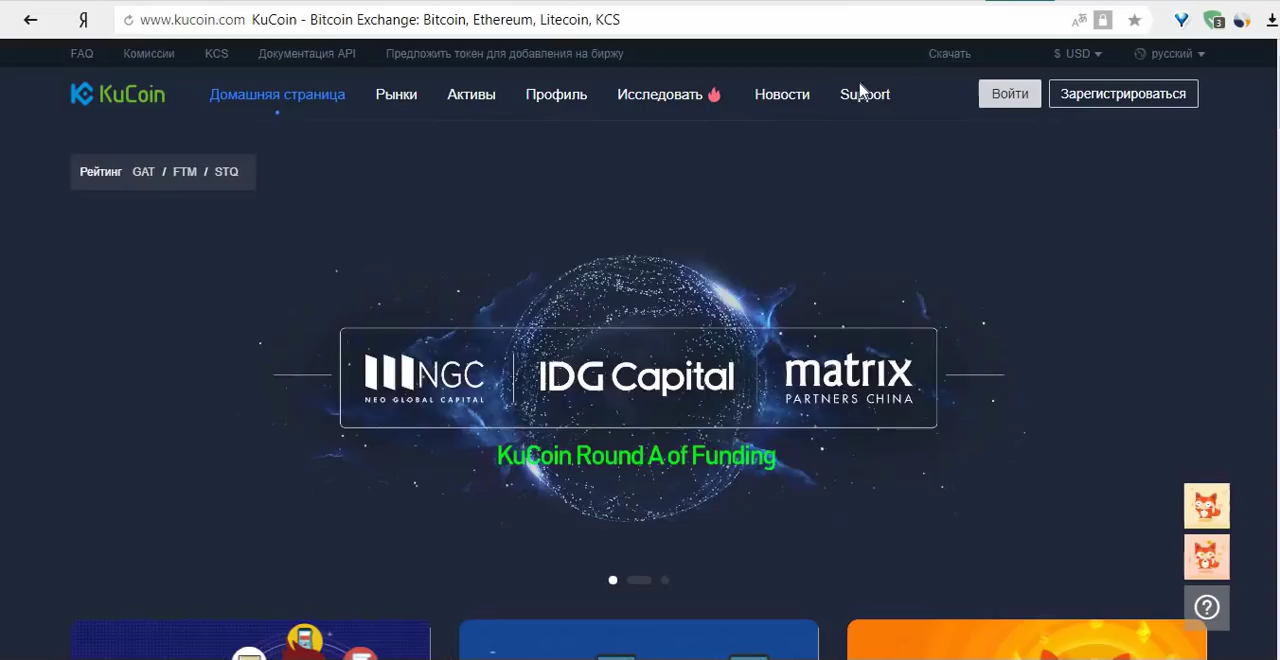 Я www.kucoin.com KuCoin - Bitcoin Exchange: Bitcoin, Ethereum, Litecoin, KCS 3
FAQ Комиссии KCS Документация API Предложить токен для добавления на биржу Скачать $ USD русский
KuCoin Домашняя страница Рынки Активы Профиль Исследовать Новости Support Войти Зарегистрироваться
Рейтинг GAT / FTM / STQ
NGC IDG Capital matrix
NEO GLOBAL CAPITAL PARTNERS CHINA
KuCoin Round A of Funding